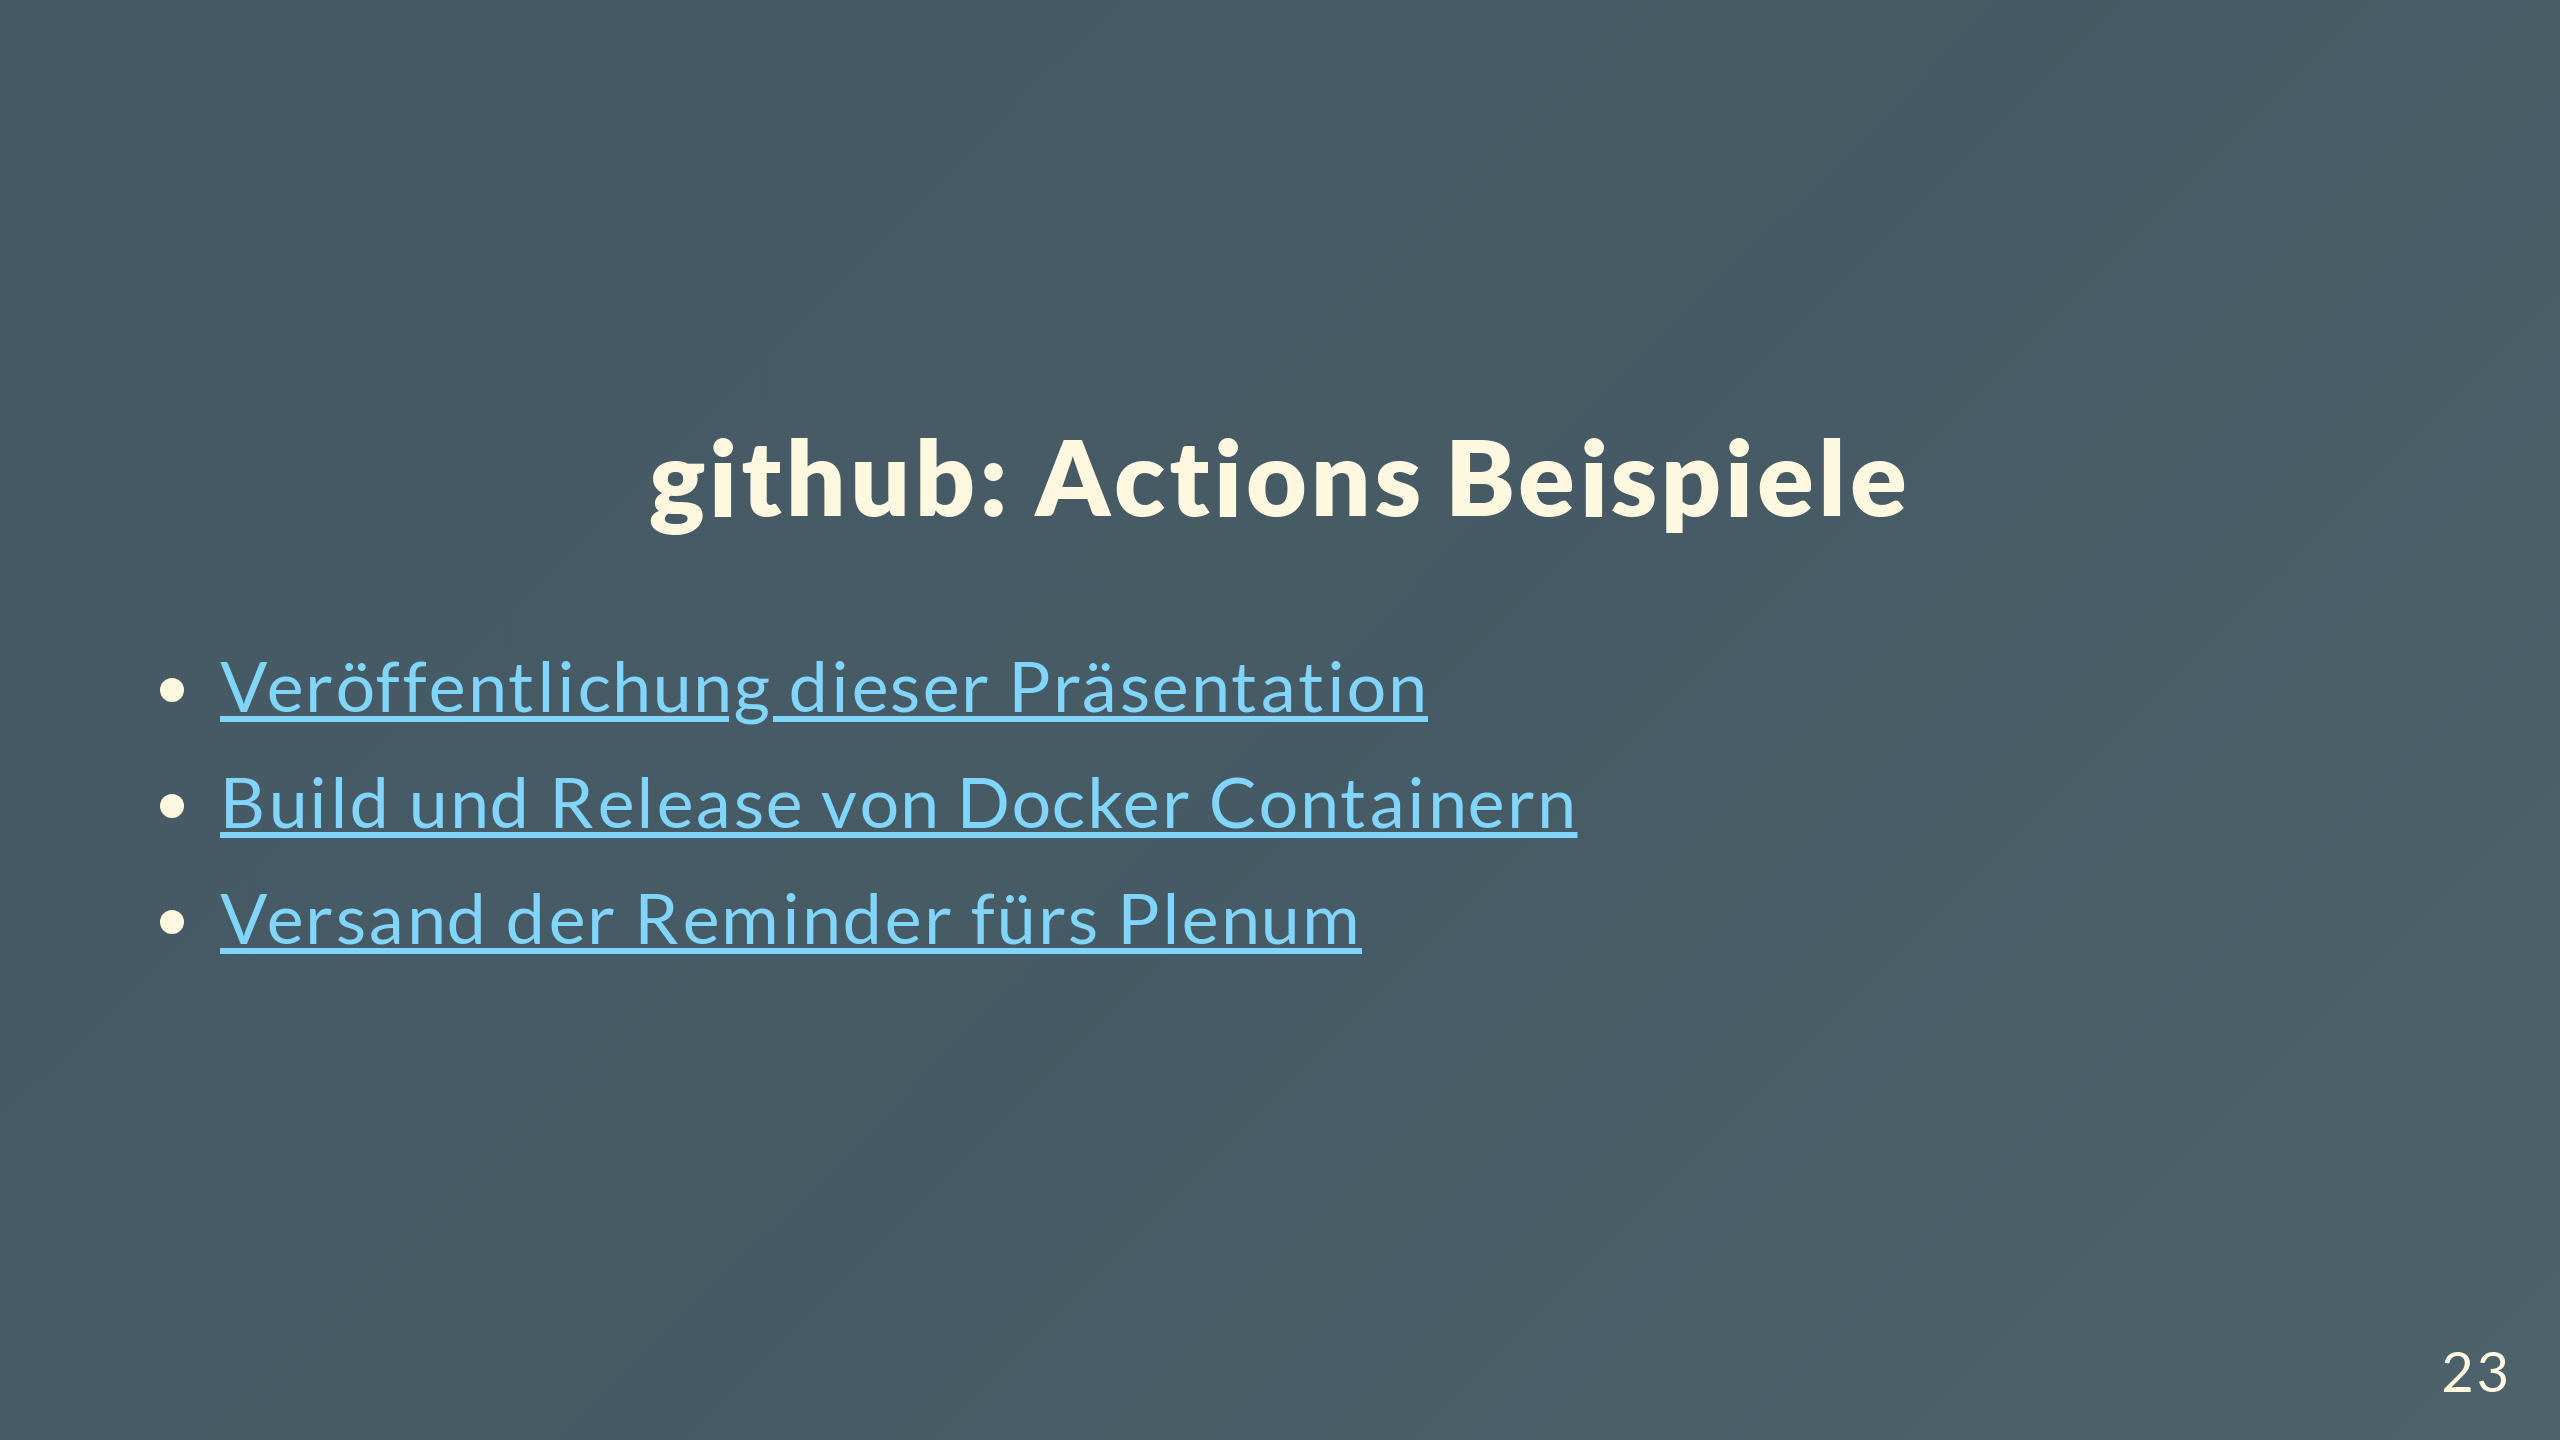 github: Actions Beispiele
Veröffentlichung dieser Präsentation
Build und Release von Docker Containern
Versand der Reminder fürs Plenum
23